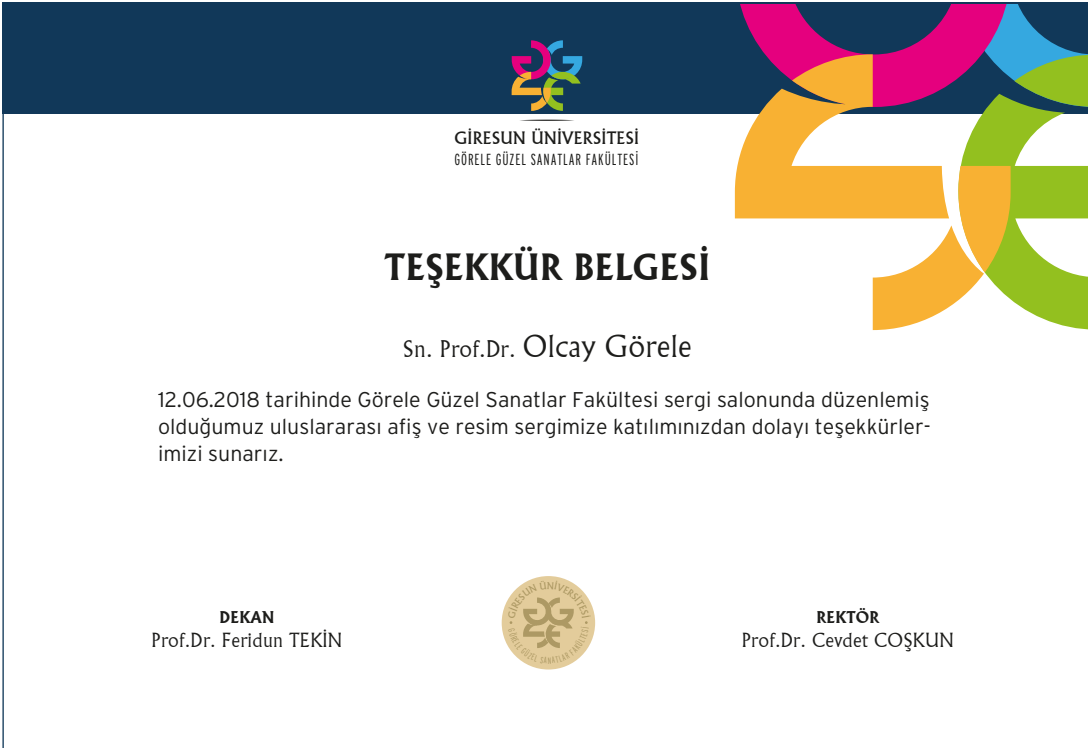 GİRESUN ÜNİVERSİTESİ
GÖRELE GÜZEL SANATLAR FAKÜLTESİ
TEŞEKKÜR BELGESİ
Sn. Prof.Dr. Olcay Görele
12.06.2018 tarihinde Görele Güzel Sanatlar Fakültesi sergi salonunda düzenlemiş
olduğumuz uluslararası afiş ve resim sergimize katılımınızdan dolayı teşekkürler-
imizi sunarız.
DEKAN
Prof.Dr. Feridun TEKİN
GİRESUN ÜNİVERSİTESİ
GÖRELE GÜZEL SANATLAR FAKÜLTESİ
REKTÖR
Prof.Dr. Cevdet COŞKUN